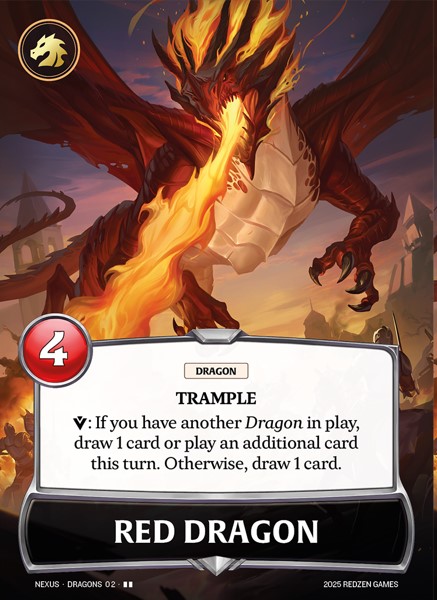 4
DRAGON
TRAMPLE
: If you have another Dragon in play,
draw 1 card or play an additional card
this turn. Otherwise, draw 1 card.
RED DRAGON
NEXUS · DRAGONS 02 ·
2025 REDZEN GAMES